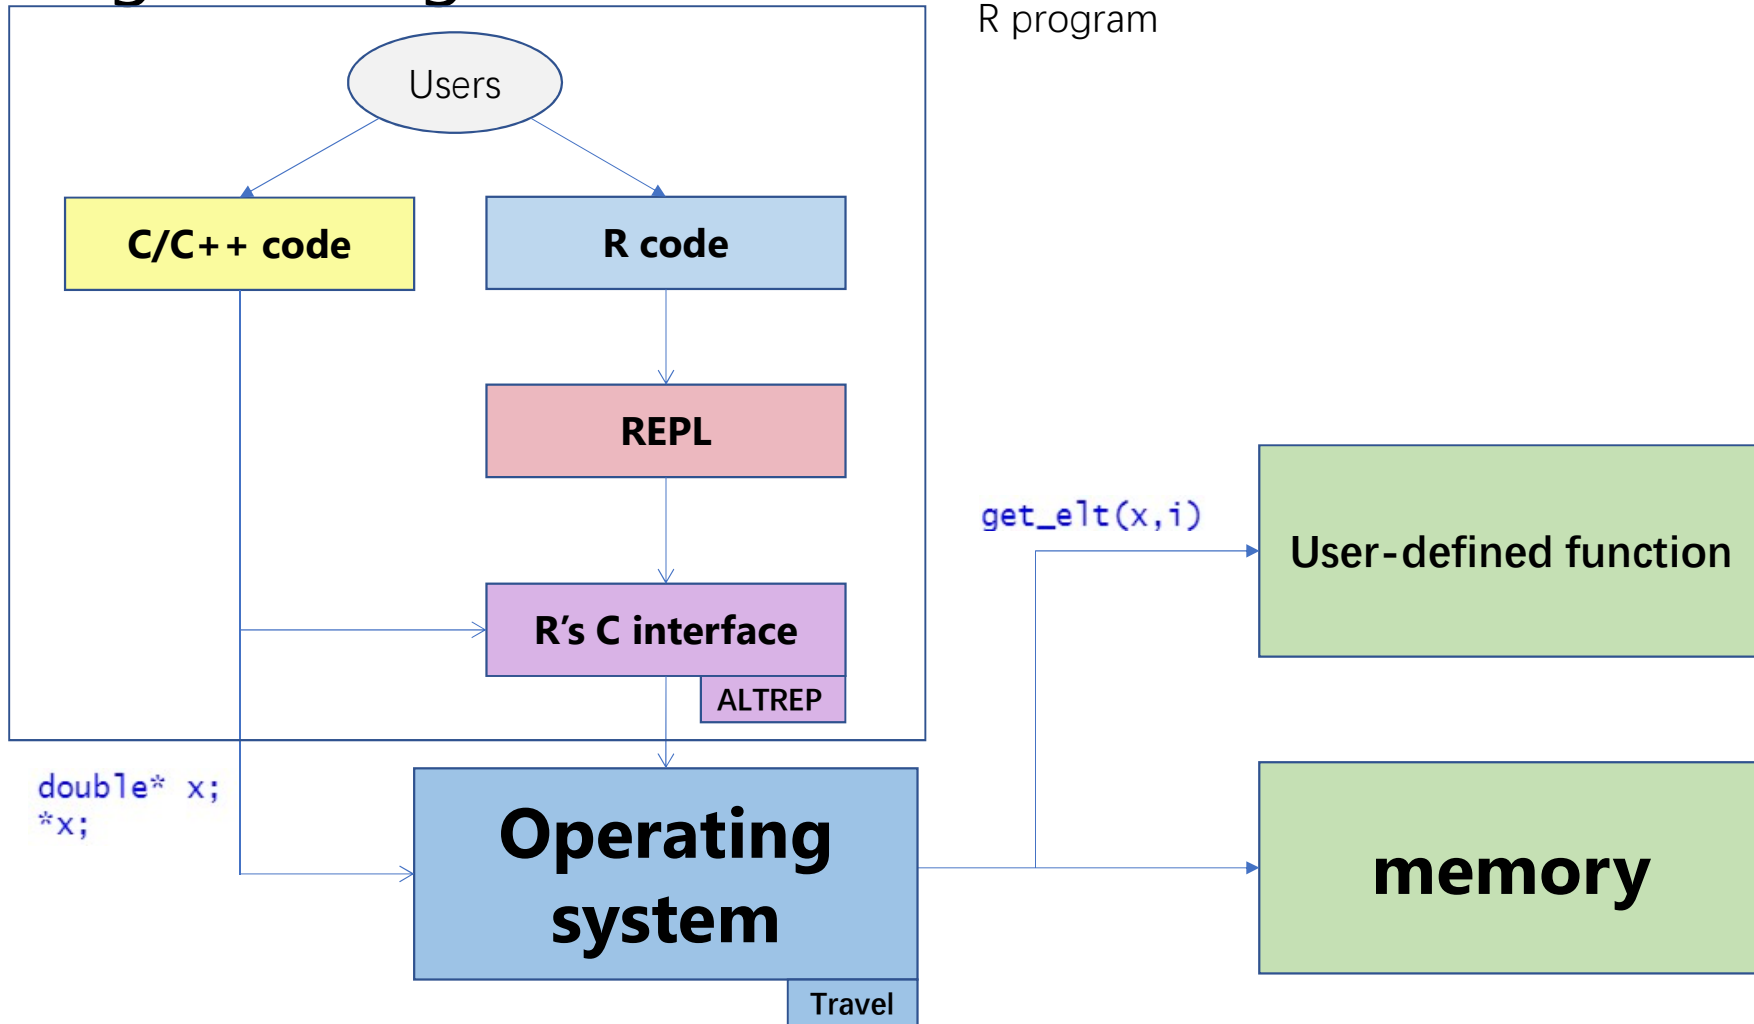 R program
Users
C/C++ code
R code
REPL
get_elt(x,i)
User-defined function
R’s C interface
ALTREP
double* x;
*x;
Operating
system
memory
Travel